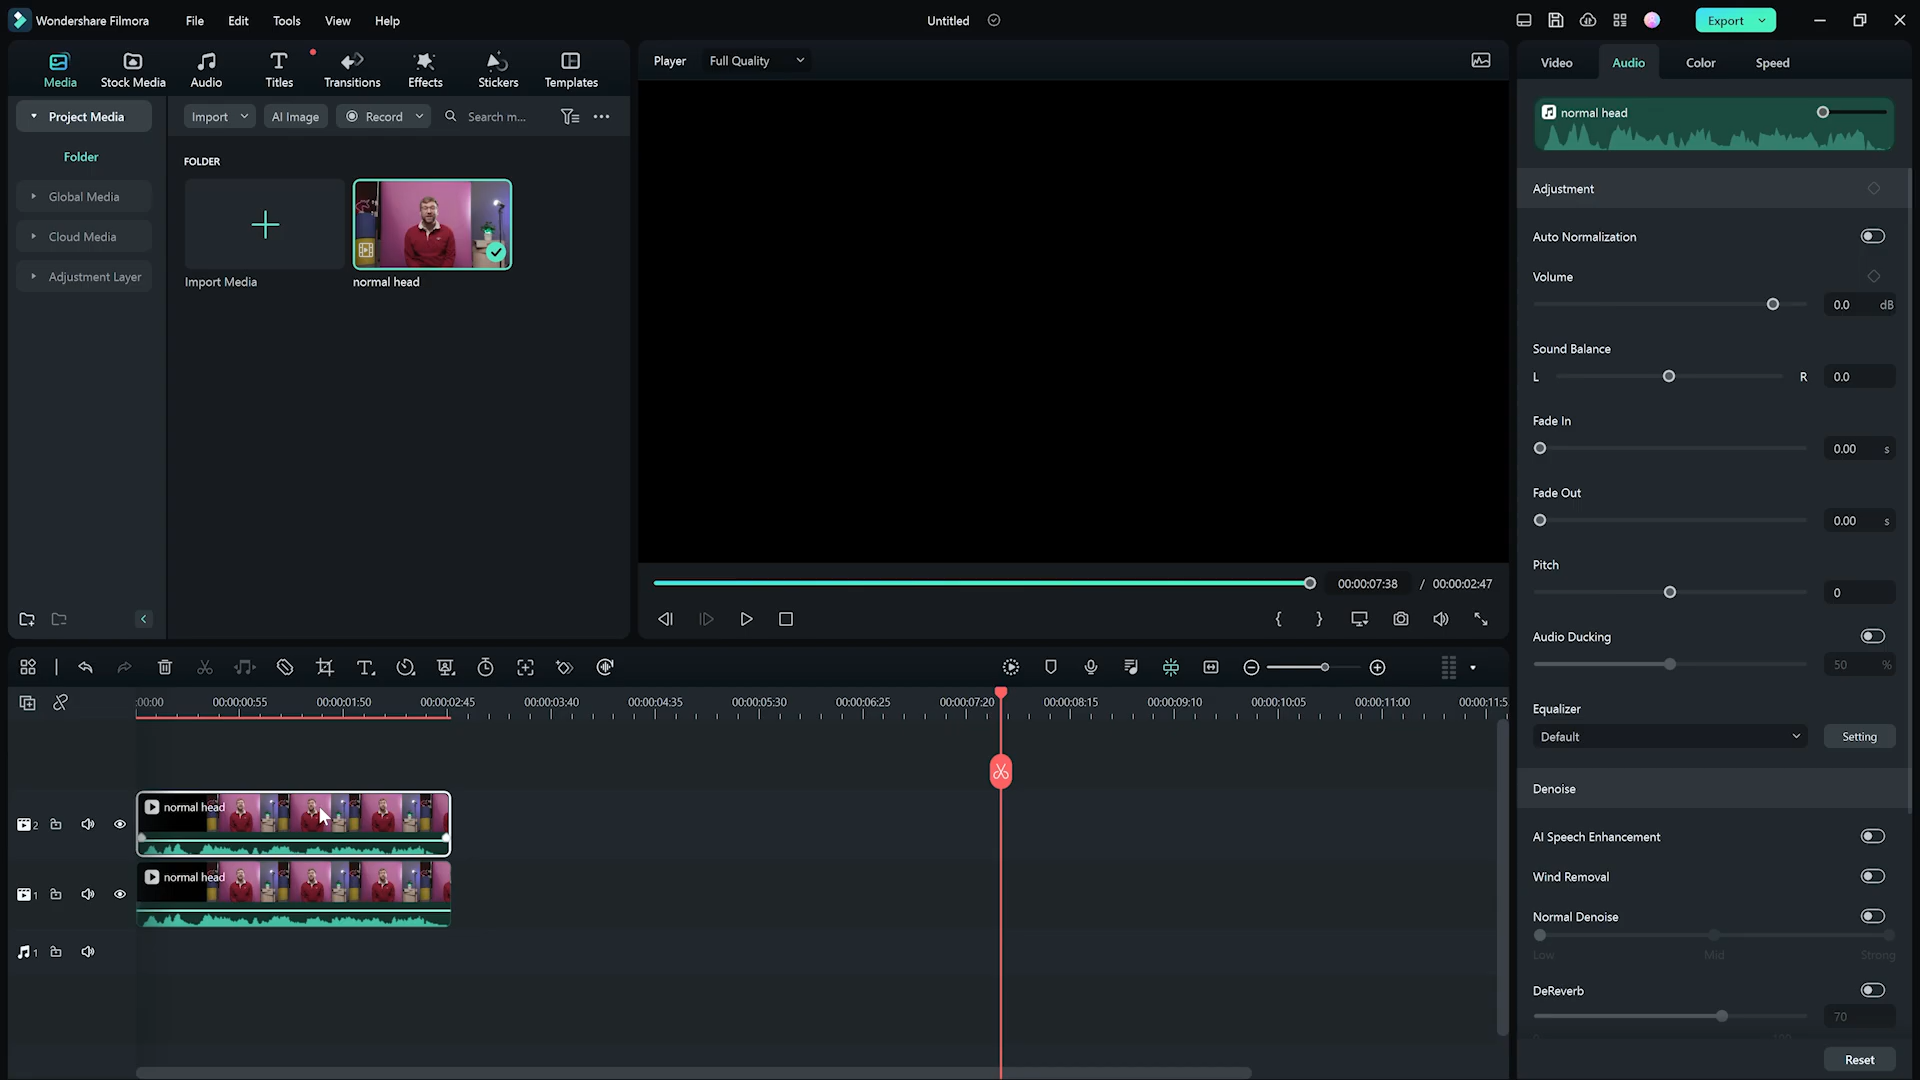 Wondershare Filmora
File
Edit
Tools
View
Help
Untitled
Export
Media
Stock Media
Audio
Titles
Transitions
Effects
Stickers
Templates
Project Media
Folder
Global Media
Cloud Media
Adjustment Layer
Import
AI Image
Record
Search m...
FOLDER
Import Media
normal head
Player
Full Quality
00:00:07:38 / 00:00:02:47
Video
Audio
Color
Speed
normal head
Adjustment
Auto Normalization
Volume
0.0 dB
Sound Balance
L R 0.0
Fade In
0.00 s
Fade Out
0.00 s
Pitch
0
Audio Ducking
50 %
Equalizer
Default
Setting
Denoise
AI Speech Enhancement
Wind Removal
Normal Denoise
Low Mid Strong
DeReverb
70
Reset
:00:00 00:00:00:55 00:00:01:50 00:00:02:45 00:00:03:40 00:00:04:35 00:00:05:30 00:00:06:25 00:00:07:20 00:00:08:15 00:00:09:10 00:00:10:05 00:00:11:00 00:00:11:5
2
normal head
1
normal head
1